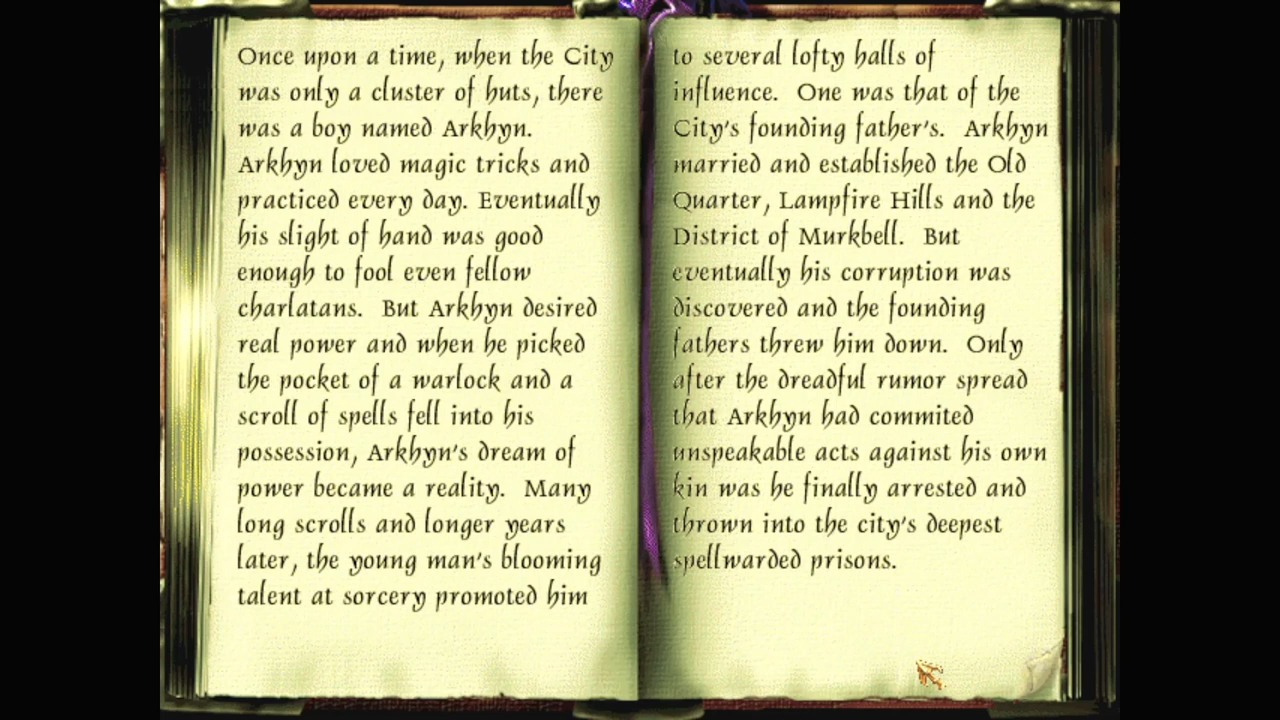 Once upon a time, when the City
was only a cluster of huts, there
was a boy named Arkhyn.
Arkhyn loved magic tricks and
practiced every day. Eventually
his slight of hand was good
enough to fool even fellow
charlatans.  But Arkhyn desired
real power and when he picked
the pocket of a warlock and a
scroll of spells fell into his
possession, Arkhyn's dream of
power became a reality.  Many
long scrolls and longer years
later, the young man's blooming
talent at sorcery promoted him
to several lofty halls of
influence.  One was that of the
City's founding father's.  Arkhyn
married and established the Old
Quarter, Lampfire Hills and the
District of Murkbell.  But
eventually his corruption was
discovered and the founding
fathers threw him down.  Only
after the dreadful rumor spread
that Arkhyn had commited
unspeakable acts against his own
kin was he finally arrested and
thrown into the city's deepest
spellwarded prisons.